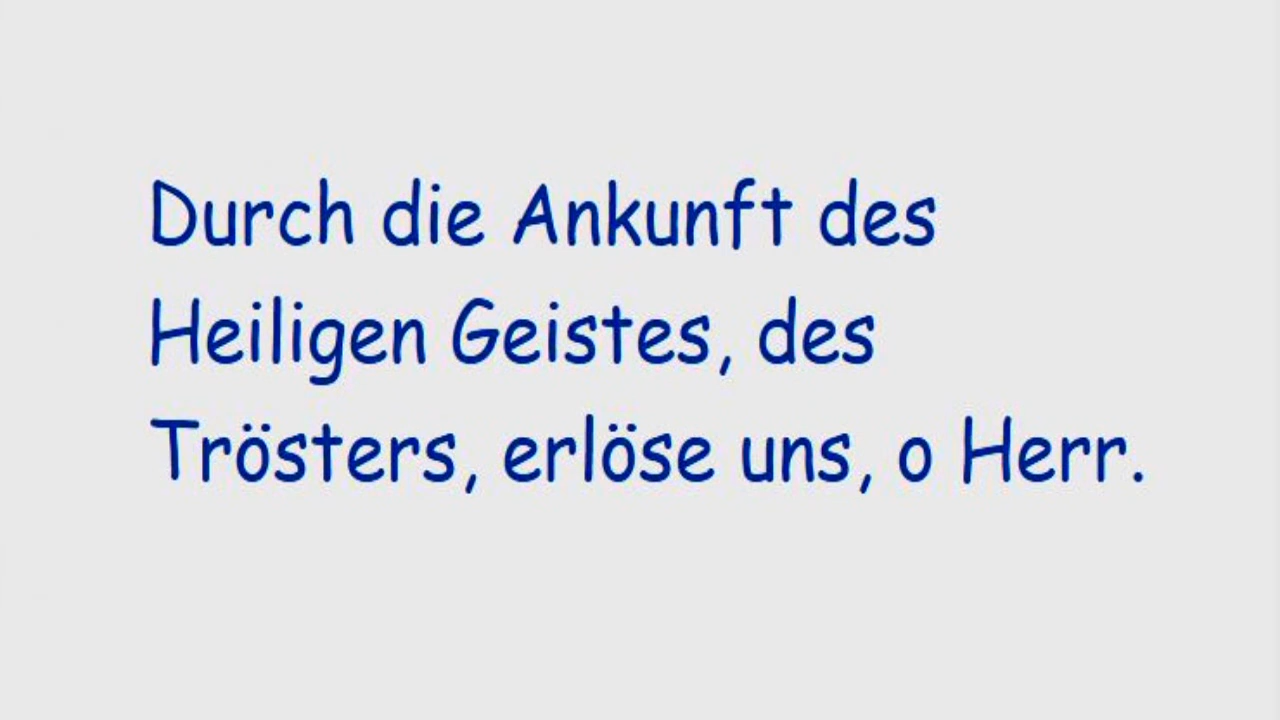 Durch die Ankunft des
Heiligen Geistes, des
Trösters, erlöse uns, o Herr.